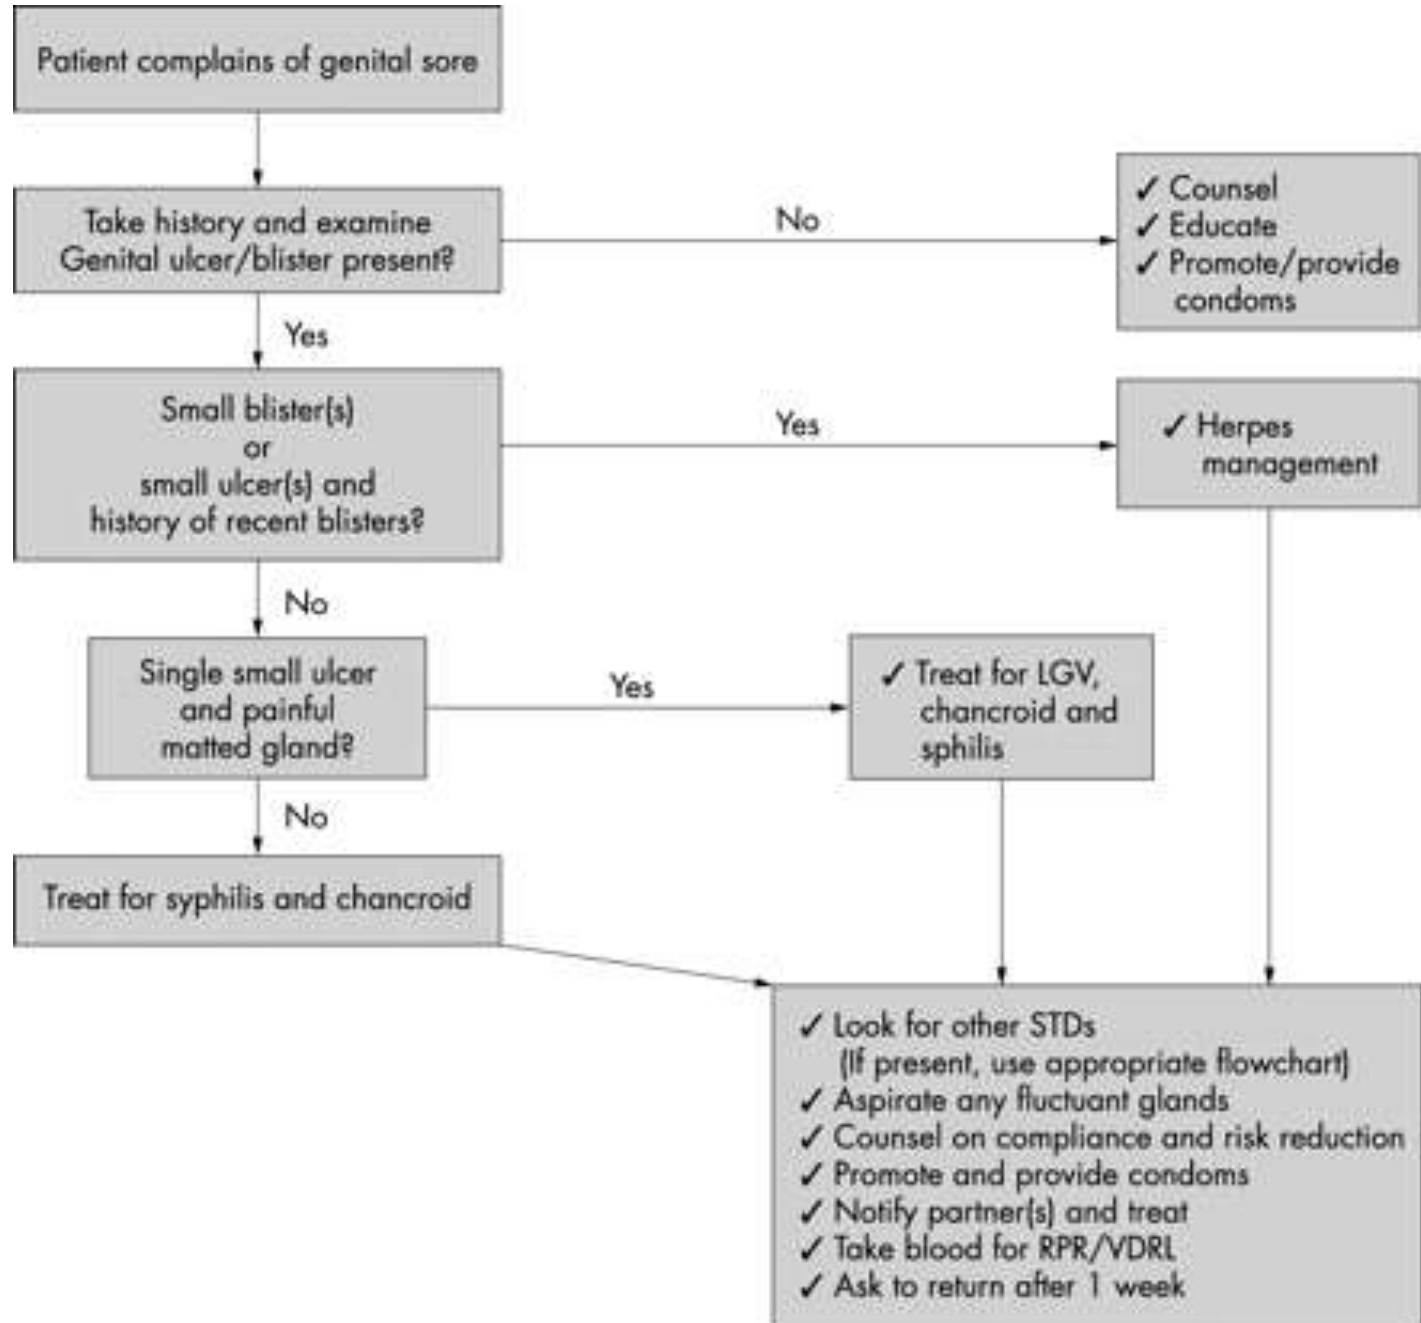 Patient complains of genital sore
Take history and examine
Genital ulcer/blister present?
No
✓ Counsel
✓ Educate
✓ Promote/provide
condoms
Yes
Small blister(s)
or
small ulcer(s) and
history of recent blisters?
Yes
✓ Herpes
management
No
Single small ulcer
and painful
matted gland?
Yes
✓ Treat for LGV,
chancroid and
sphilis
No
Treat for syphilis and chancroid
✓ Look for other STDs
(If present, use appropriate flowchart)
✓ Aspirate any fluctuant glands
✓ Counsel on compliance and risk reduction
✓ Promote and provide condoms
✓ Notify partner(s) and treat
✓ Take blood for RPR/VDRL
✓ Ask to return after 1 week